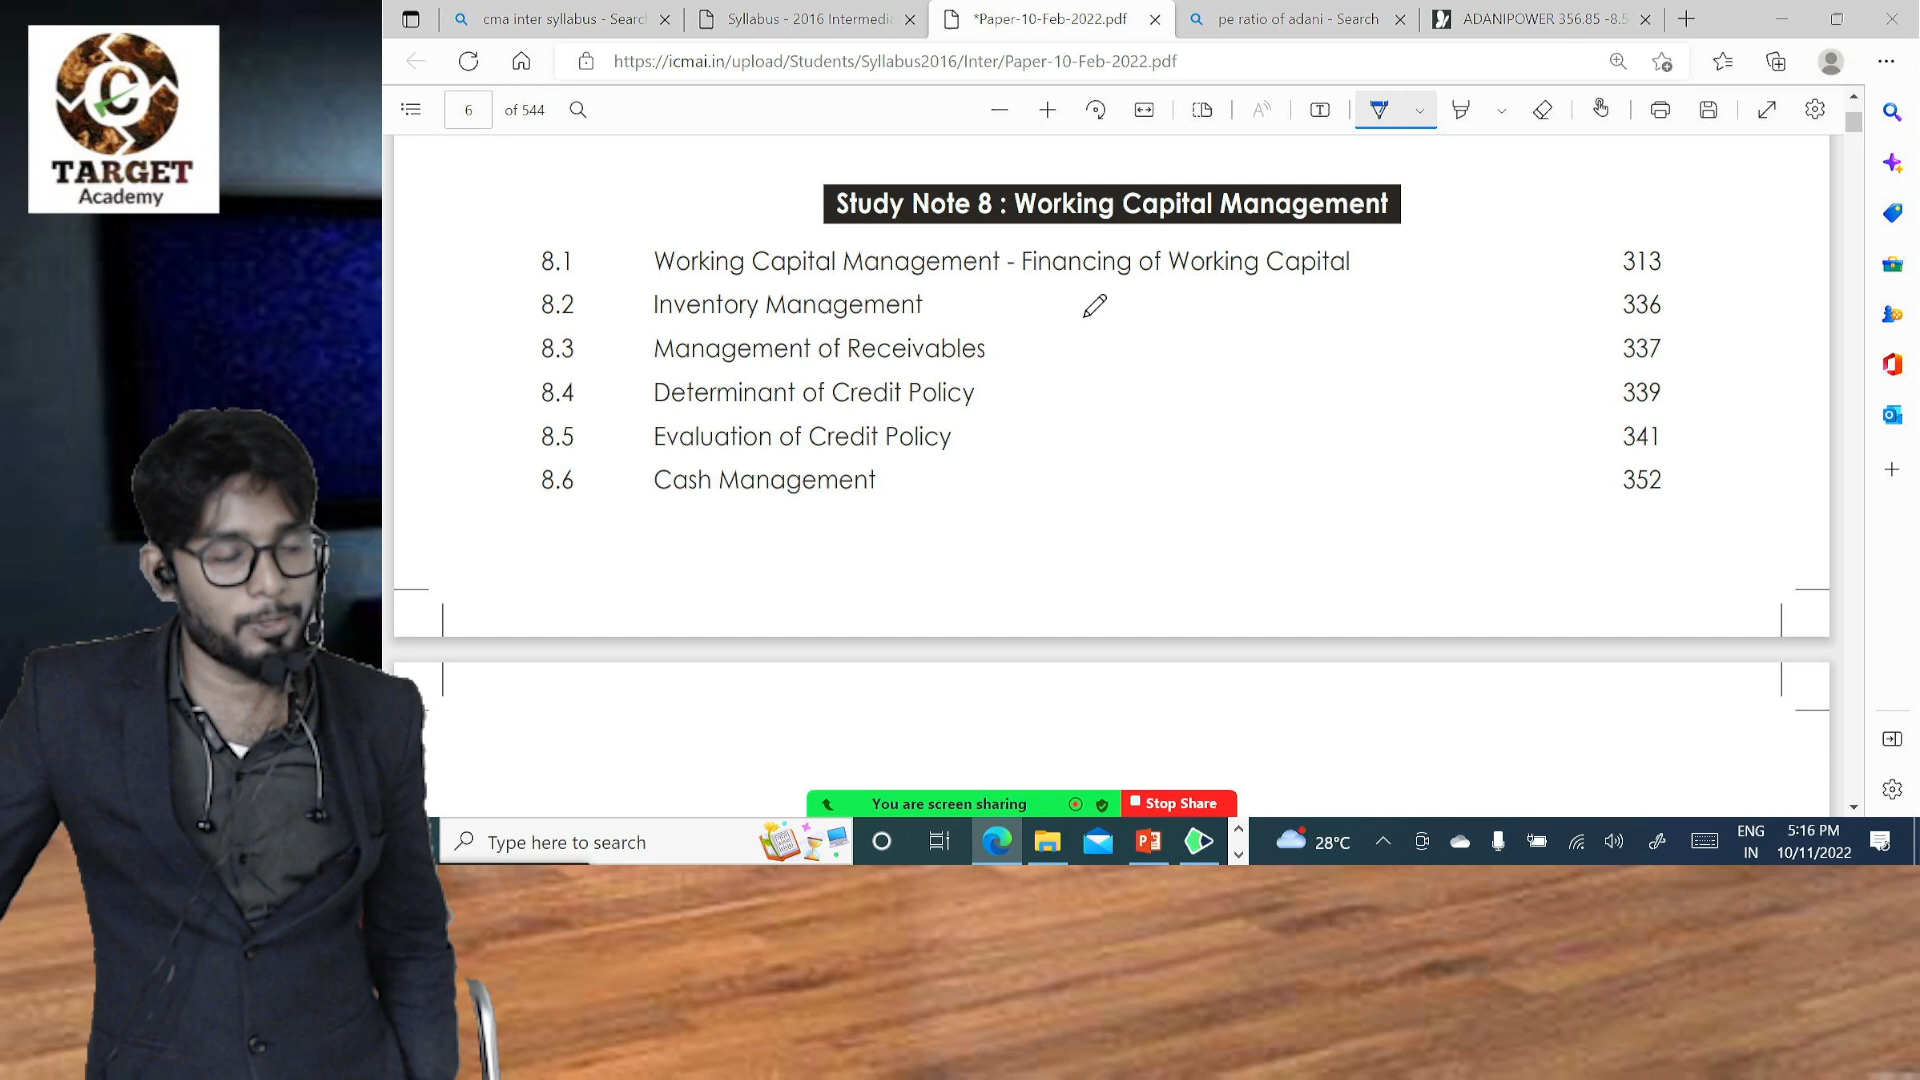 TARGET
Academy
cma inter syllabus - Searc
Syllabus - 2016 Intermedi
*Paper-10-Feb-2022.pdf
pe ratio of adani - Search
ADANIPOWER 356.85 -8.5
https://icmai.in/upload/Students/Syllabus2016/Inter/Paper-10-Feb-2022.pdf
6 of 544
Study Note 8 : Working Capital Management
8.1 Working Capital Management - Financing of Working Capital 313
8.2 Inventory Management 336
8.3 Management of Receivables 337
8.4 Determinant of Credit Policy 339
8.5 Evaluation of Credit Policy 341
8.6 Cash Management 352
You are screen sharing Stop Share
Type here to search
28°C
ENG
IN
5:16 PM
10/11/2022